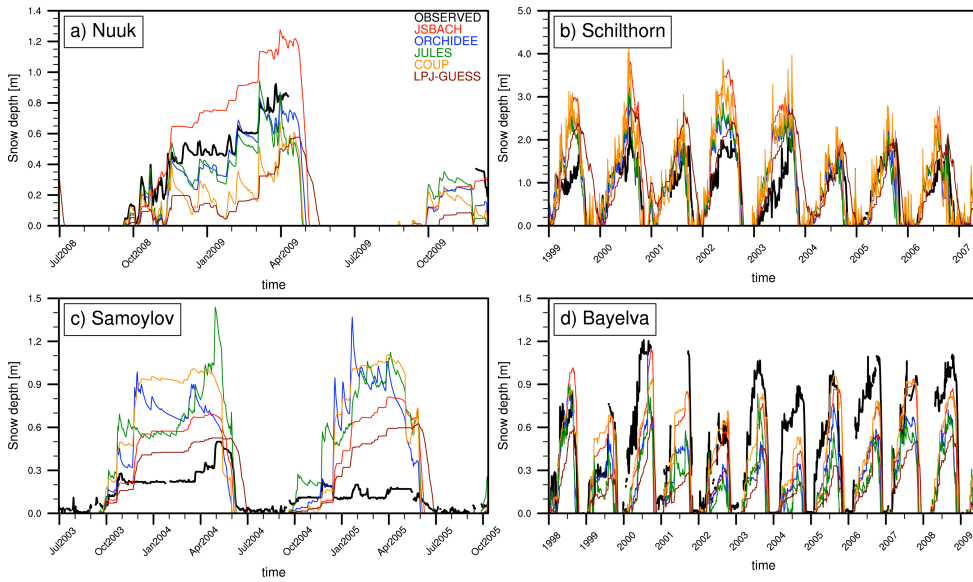 a) Nuuk
OBSERVED
JSBACH
ORCHIDEE
JULES
COUP
LPJ-GUESS
Snow depth [m]
1.4
1.2
1.0
0.8
0.6
0.4
0.2
0.0
Jul2008
Oct2008
Jan2009
Apr2009
Jul2009
Oct2009
time
b) Schilthorn
Snow depth [m]
5.0
4.0
3.0
2.0
1.0
0.0
1999
2000
2001
2002
2003
2004
2005
2006
2007
time
c) Samoylov
Snow depth [m]
1.5
1.2
0.9
0.6
0.3
0.0
Jul2003
Oct2003
Jan2004
Apr2004
Jul2004
Oct2004
Jan2005
Apr2005
Jul2005
Oct2005
time
d) Bayelva
Snow depth [m]
1.5
1.2
0.9
0.6
0.3
0.0
1998
1999
2000
2001
2002
2003
2004
2005
2006
2007
2008
2009
time